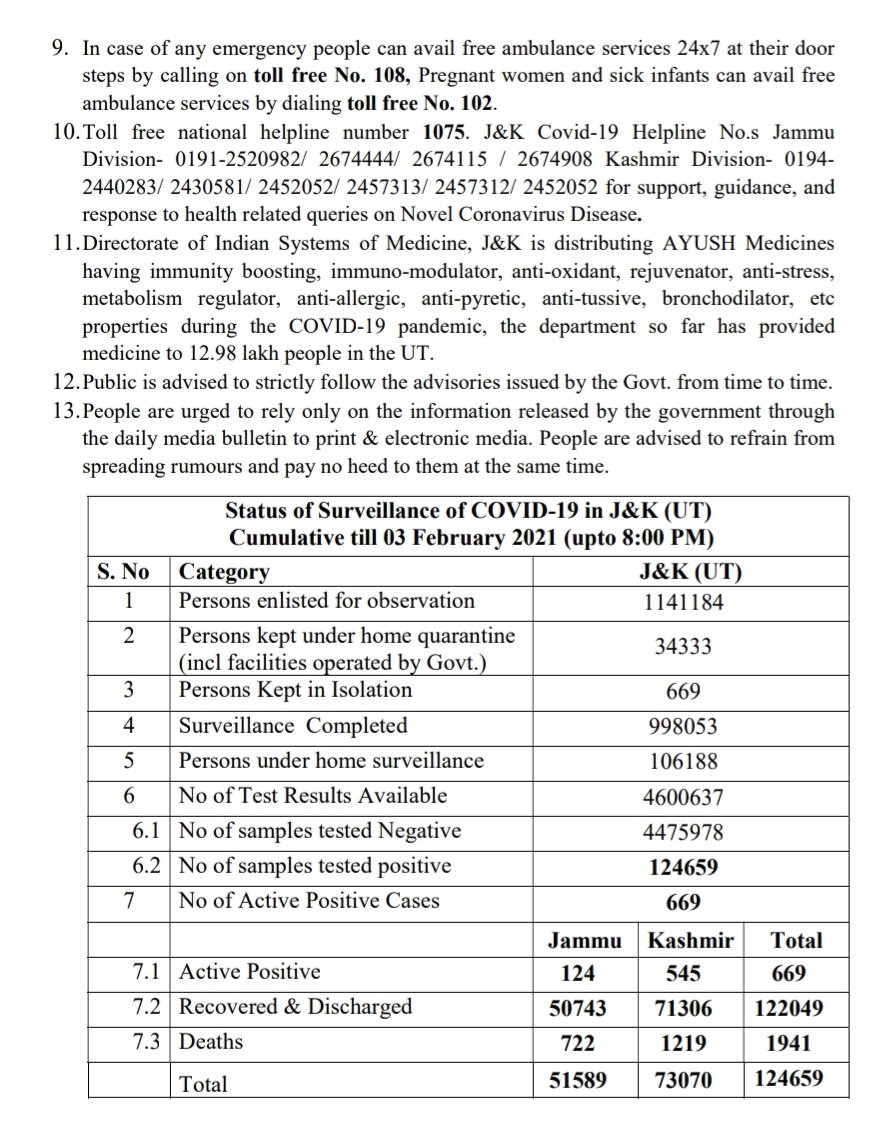 9. In case of any emergency people can avail free ambulance services 24x7 at their door
steps by calling on toll free No. 108, Pregnant women and sick infants can avail free
ambulance services by dialing toll free No. 102.
10.Toll free national helpline number 1075. J&K Covid-19 Helpline No.s Jammu
Division- 0191-2520982/ 2674444/ 2674115 / 2674908 Kashmir Division- 0194-
2440283/ 2430581/ 2452052/ 2457313/ 2457312/ 2452052 for support, guidance, and
response to health related queries on Novel Coronavirus Disease.
11.Directorate of Indian Systems of Medicine, J&K is distributing AYUSH Medicines
having immunity boosting, immuno-modulator, anti-oxidant, rejuvenator, anti-stress,
metabolism regulator, anti-allergic, anti-pyretic, anti-tussive, bronchodilator, etc
properties during the COVID-19 pandemic, the department so far has provided
medicine to 12.98 lakh people in the UT.
12.Public is advised to strictly follow the advisories issued by the Govt. from time to time.
13.People are urged to rely only on the information released by the government through
the daily media bulletin to print & electronic media. People are advised to refrain from
spreading rumours and pay no heed to them at the same time.
Status of Surveillance of COVID-19 in J&K (UT)
Cumulative till 03 February 2021 (upto 8:00 PM)
S. No Category J&K (UT)
1 Persons enlisted for observation 1141184
2 Persons kept under home quarantine
(incl facilities operated by Govt.) 34333
3 Persons Kept in Isolation 669
4 Surveillance Completed 998053
5 Persons under home surveillance 106188
6 No of Test Results Available 4600637
6.1 No of samples tested Negative 4475978
6.2 No of samples tested positive 124659
7 No of Active Positive Cases 669
Jammu Kashmir Total
7.1 Active Positive 124 545 669
7.2 Recovered & Discharged 50743 71306 122049
7.3 Deaths 722 1219 1941
Total 51589 73070 124659